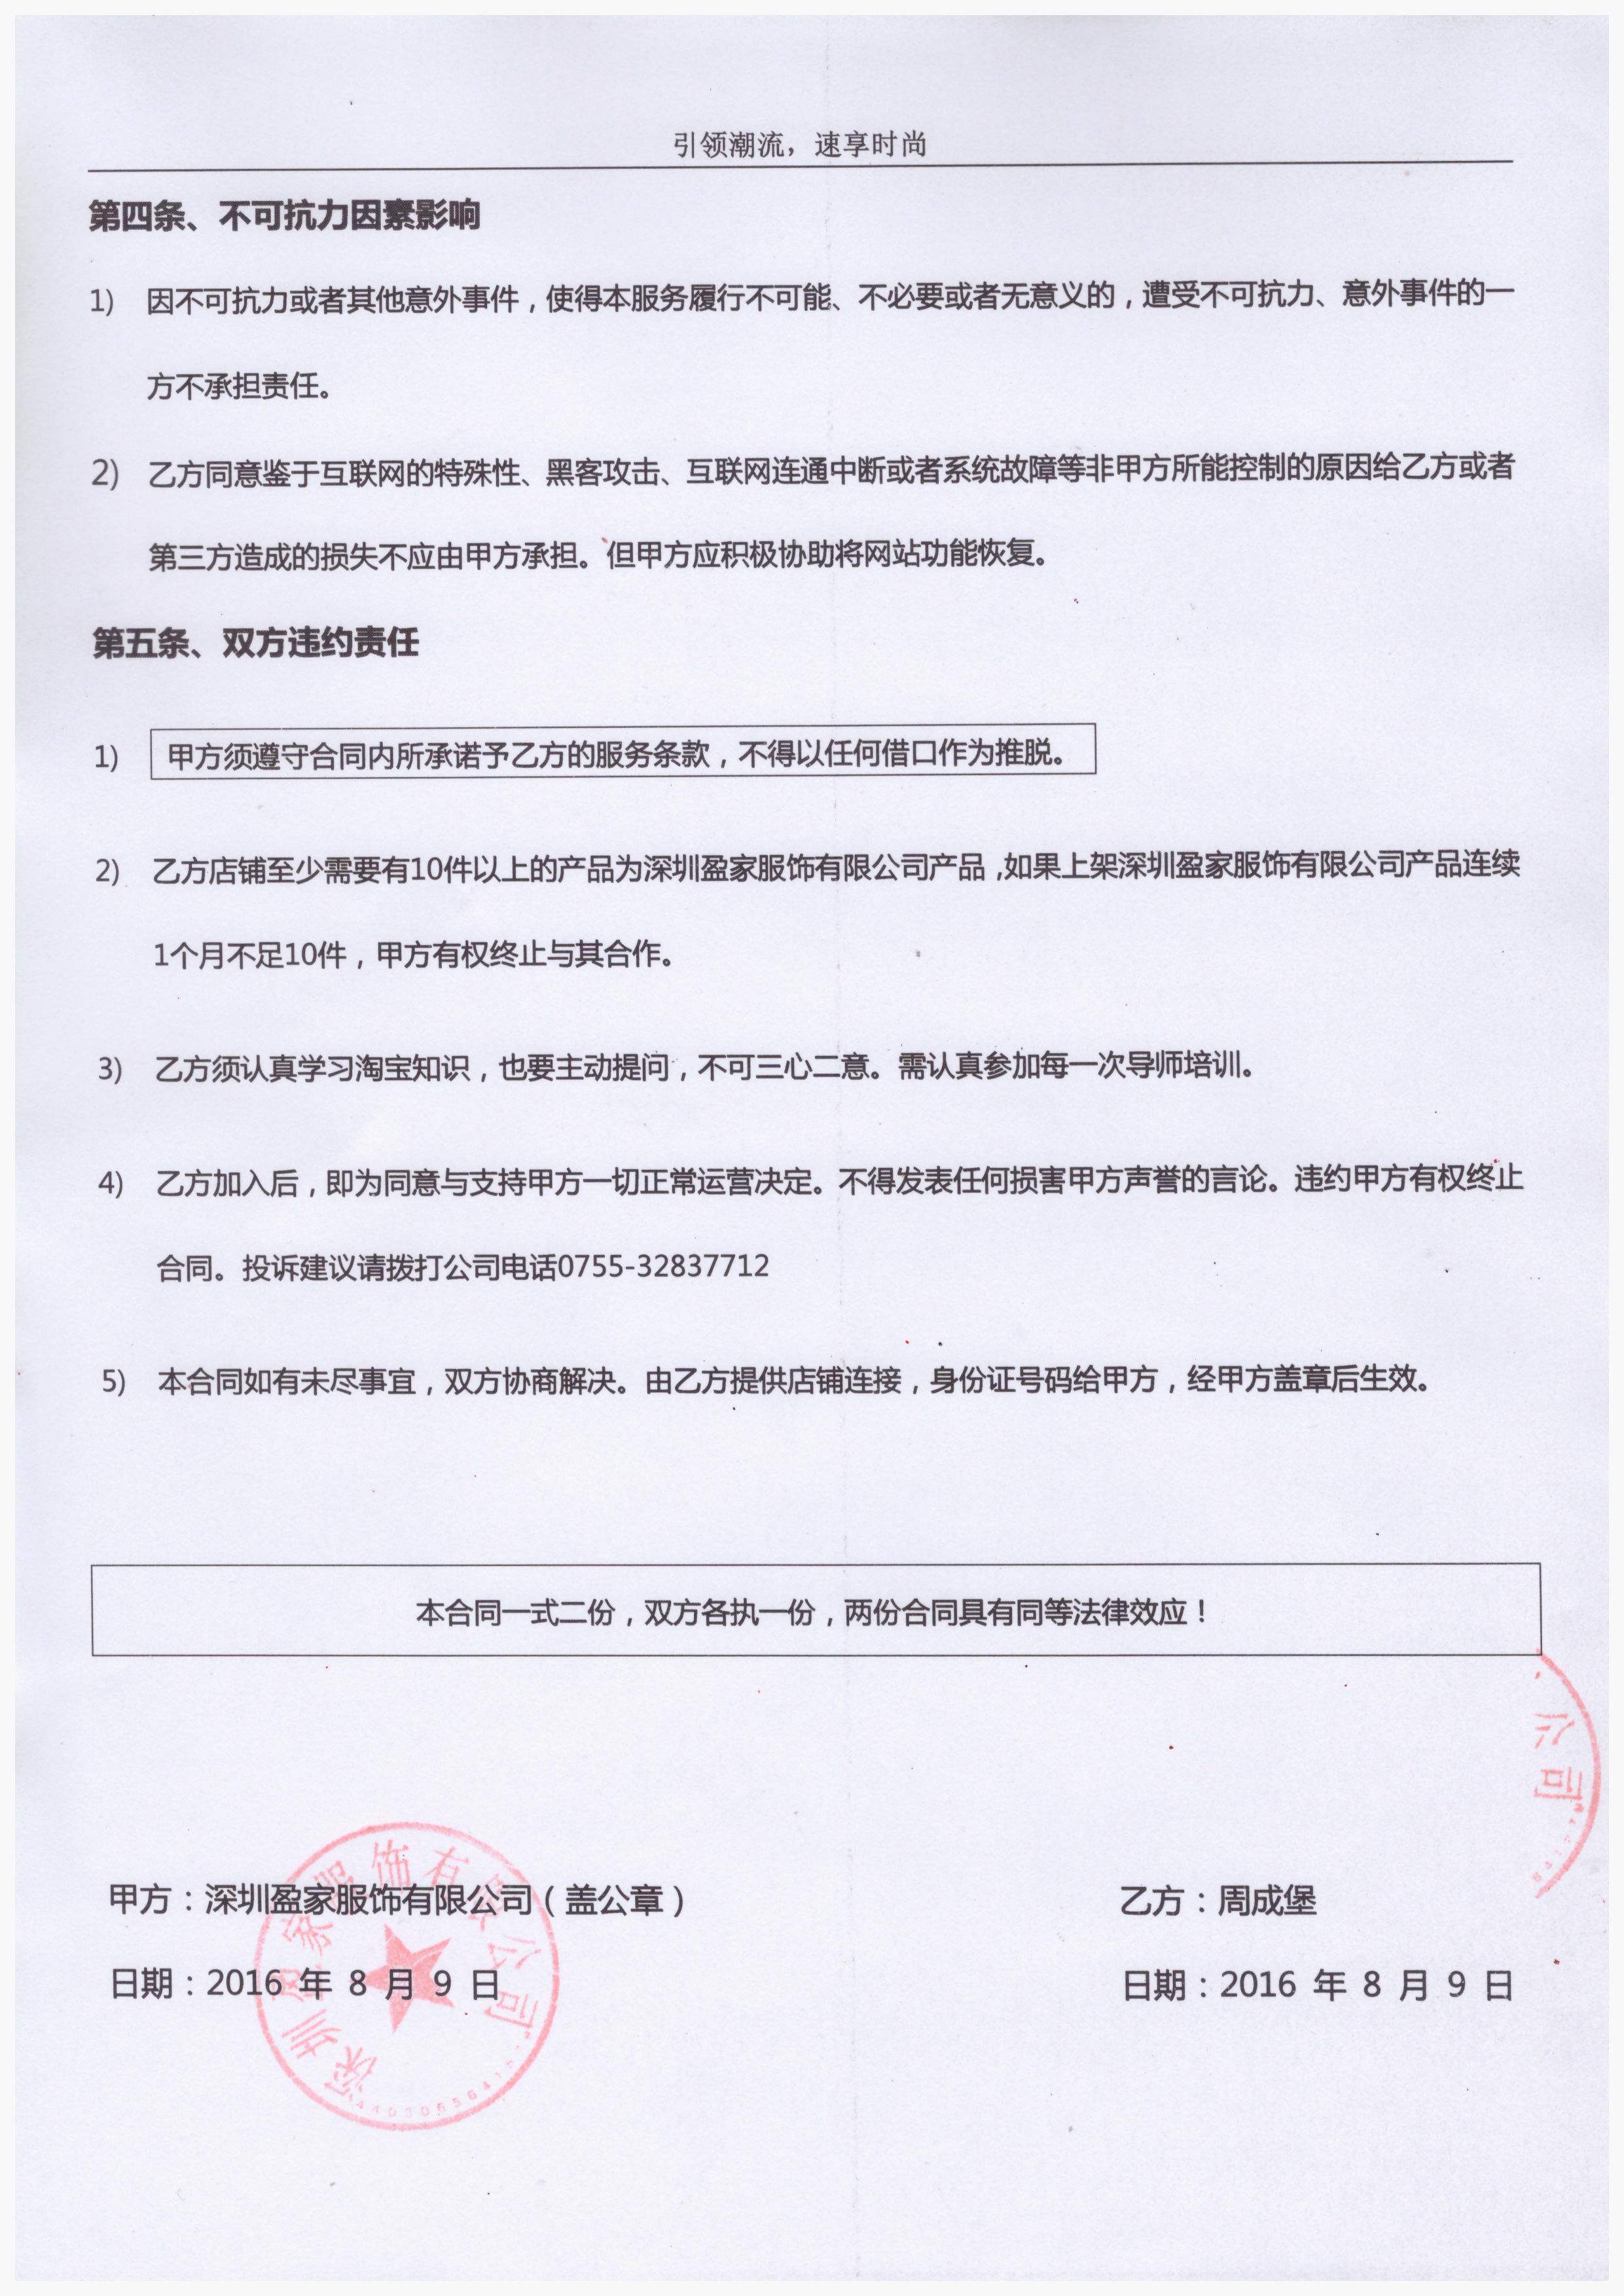 引领潮流，速享时尚
第四条、不可抗力因素影响
1) 因不可抗力或者其他意外事件，使得本服务履行不可能、不必要或者无意义的，遭受不可抗力、意外事件的一
方不承担责任。
2) 乙方同意鉴于互联网的特殊性、黑客攻击、互联网连通中断或者系统故障等非甲方所能控制的原因给乙方或者
第三方造成的损失不应由甲方承担。但甲方应积极协助将网站功能恢复。
第五条、双方违约责任
1) 甲方须遵守合同内所承诺予乙方的服务条款，不得以任何借口作为推脱。
2) 乙方店铺至少需要有10件以上的产品为深圳盈家服饰有限公司产品，如果上架深圳盈家服饰有限公司产品连续
1个月不足10件，甲方有权终止与其合作。
3) 乙方须认真学习淘宝知识，也要主动提问，不可三心二意。需认真参加每一次导师培训。
4) 乙方加入后，即为同意与支持甲方一切正常运营决定。不得发表任何损害甲方声誉的言论。违约甲方有权终止
合同。投诉建议请拨打公司电话0755-32837712
5) 本合同如有未尽事宜，双方协商解决。由乙方提供店铺连接，身份证号码给甲方，经甲方盖章后生效。
本合同一式二份，双方各执一份，两份合同具有同等法律效应！
公司
甲方：深圳盈家服饰有限公司（盖公章）
乙方：周成堡
日期：2016 年 8 月 9 日
日期：2016 年 8 月 9 日
深圳盈家服饰有限公司